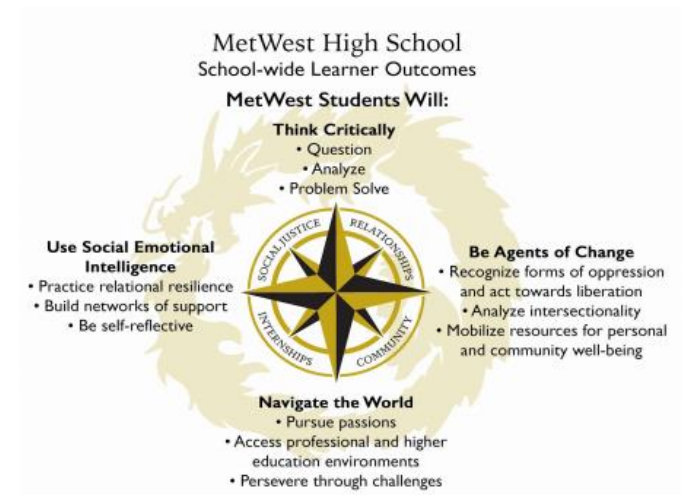 MetWest High School
School-wide Learner Outcomes
MetWest Students Will:
Think Critically
• Question
• Analyze
• Problem Solve
Use Social Emotional
Intelligence
• Practice relational resilience
• Build networks of support
• Be self-reflective
SOCIAL JUSTICE
RELATIONSHIPS
INTERNSHIPS
COMMUNITY
Be Agents of Change
• Recognize forms of oppression
and act towards liberation
• Analyze intersectionality
• Mobilize resources for personal
and community well-being
Navigate the World
• Pursue passions
• Access professional and higher
education environments
• Persevere through challenges